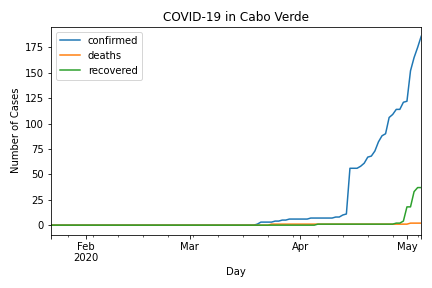 COVID-19 in Cabo Verde
confirmed
deaths
recovered
Number of Cases
175
150
125
100
75
50
25
0
Feb
2020
Mar
Apr
May
Day